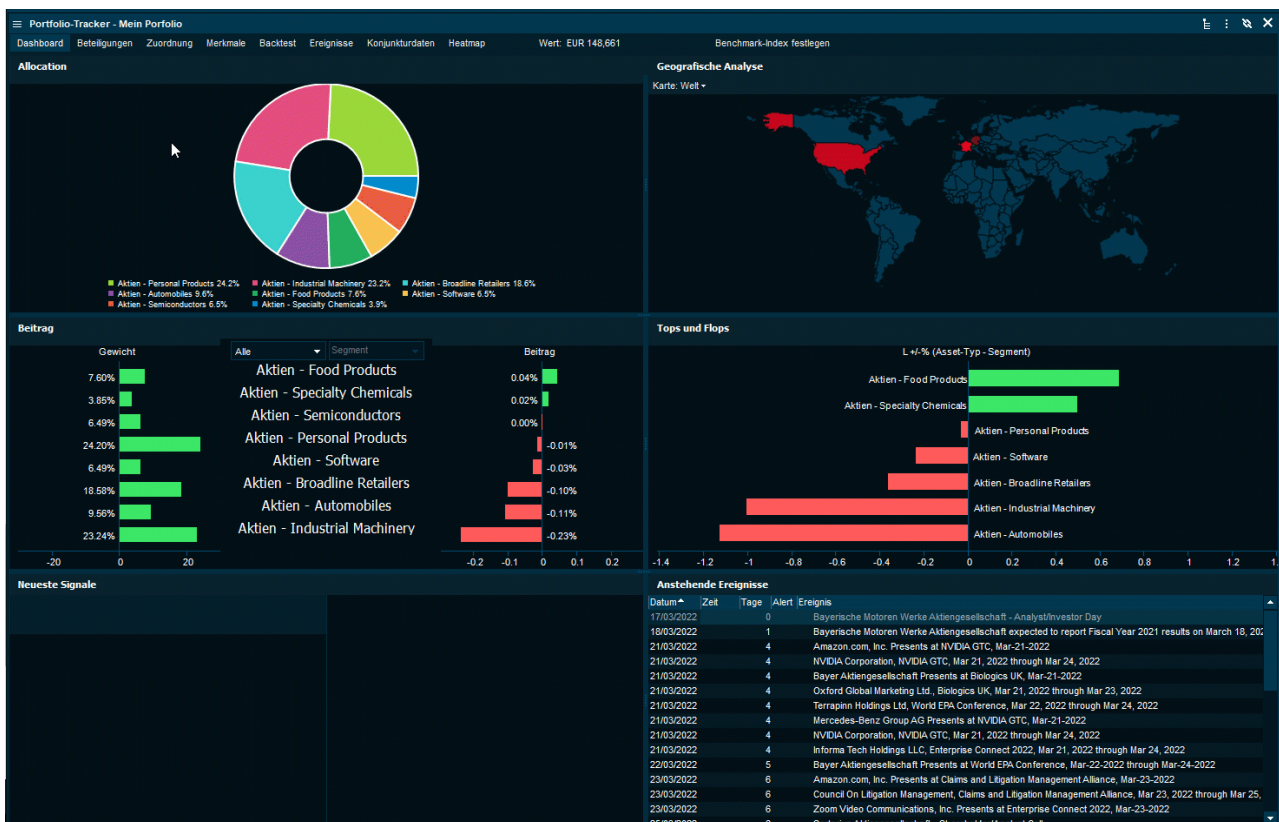 Portfolio-Tracker - Mein Porfolio
Dashboard Beteiligungen Zuordnung Merkmale Backtest Ereignisse Konjunkturdaten Heatmap Wert: EUR 148,661 Benchmark-Index festlegen
Allocation
Aktien - Personal Products 24.2% Aktien - Industrial Machinery 23.2% Aktien - Broadline Retailers 18.6%
Aktien - Automobiles 9.6% Aktien - Food Products 7.6% Aktien - Software 6.5%
Aktien - Semiconductors 6.5% Aktien - Specialty Chemicals 3.9%
Geografische Analyse
Karte: Welt
Beitrag
Gewicht Alle Segment Beitrag
7.60% Aktien - Food Products 0.04%
3.85% Aktien - Specialty Chemicals 0.02%
6.49% Aktien - Semiconductors 0.00%
24.20% Aktien - Personal Products -0.01%
6.49% Aktien - Software -0.03%
18.58% Aktien - Broadline Retailers -0.10%
9.56% Aktien - Automobiles -0.11%
23.24% Aktien - Industrial Machinery -0.23%
-20 0 20 -0.2 -0.1 0 0.1 0.2
Tops und Flops
L +/-% (Asset-Typ - Segment)
Aktien - Food Products
Aktien - Specialty Chemicals
Aktien - Personal Products
Aktien - Software
Aktien - Broadline Retailers
Aktien - Industrial Machinery
Aktien - Automobiles
-1.4 -1.2 -1 -0.8 -0.6 -0.4 -0.2 0 0.2 0.4 0.6 0.8 1 1.2 1.
Neueste Signale
Anstehende Ereignisse
Datum Zeit Tage Alert Ereignis
17/03/2022 0 Bayerische Motoren Werke Aktiengesellschaft - Analyst/Investor Day
18/03/2022 1 Bayerische Motoren Werke Aktiengesellschaft expected to report Fiscal Year 2021 results on March 18, 202
21/03/2022 4 Amazon.com, Inc. Presents at NVIDIA GTC, Mar-21-2022
21/03/2022 4 NVIDIA Corporation, NVIDIA GTC, Mar 21, 2022 through Mar 24, 2022
21/03/2022 4 Bayer Aktiengesellschaft Presents at Biologics UK, Mar-21-2022
21/03/2022 4 Oxford Global Marketing Ltd., Biologics UK, Mar 21, 2022 through Mar 23, 2022
21/03/2022 4 Terrapinn Holdings Ltd, World EPA Conference, Mar 22, 2022 through Mar 24, 2022
21/03/2022 4 Mercedes-Benz Group AG Presents at NVIDIA GTC, Mar-21-2022
21/03/2022 4 NVIDIA Corporation, NVIDIA GTC, Mar 21, 2022 through Mar 24, 2022
21/03/2022 4 Informa Tech Holdings LLC, Enterprise Connect 2022, Mar 21, 2022 through Mar 24, 2022
22/03/2022 5 Bayer Aktiengesellschaft Presents at World EPA Conference, Mar-22-2022 through Mar-24-2022
23/03/2022 6 Amazon.com, Inc. Presents at Claims and Litigation Management Alliance, Mar-23-2022
23/03/2022 6 Council On Litigation Management, Claims and Litigation Management Alliance, Mar 23, 2022 through Mar 25,
23/03/2022 6 Zoom Video Communications, Inc. Presents at Enterprise Connect 2022, Mar-23-2022